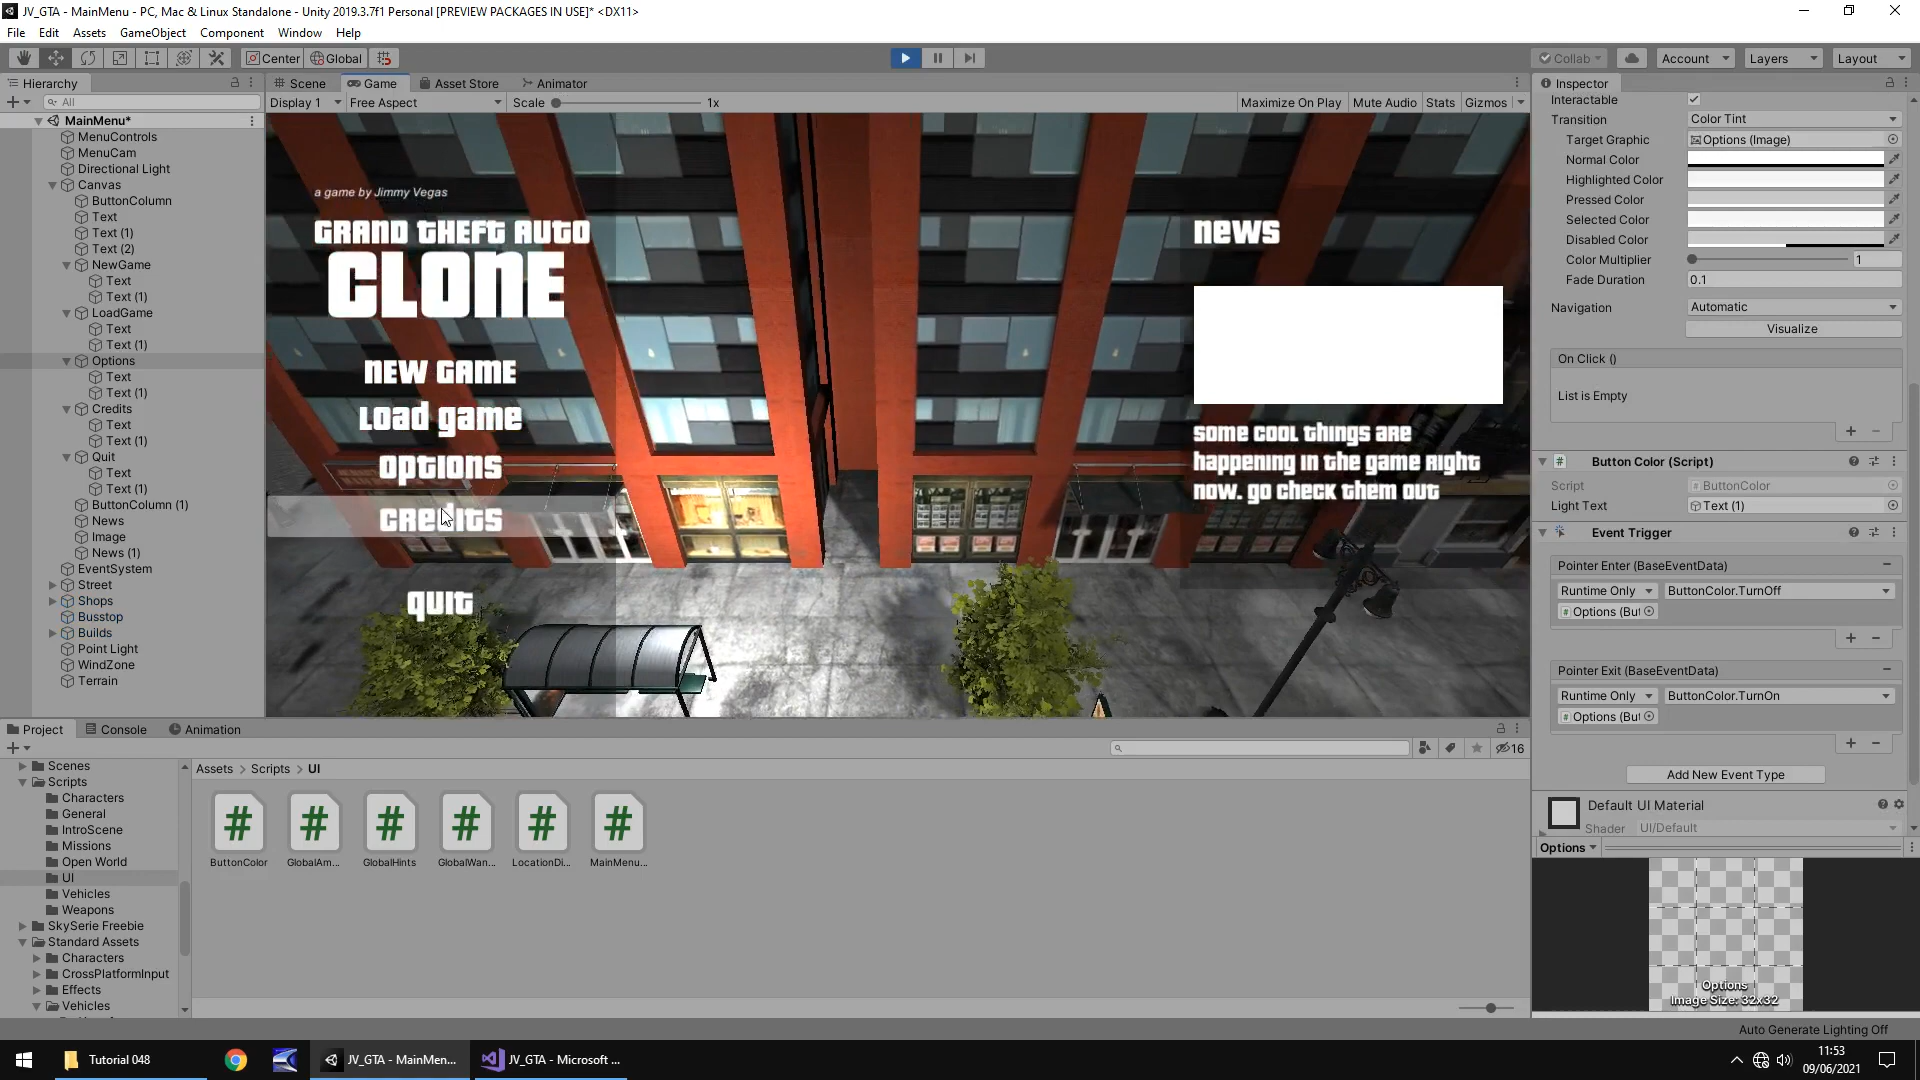 JV_GTA - MainMenu - PC, Mac & Linux Standalone - Unity 2019.3.7f1 Personal [PREVIEW PACKAGES IN USE]* <DX11>
File Edit Assets GameObject Component Window Help
Center Global Collab Account Layers Layout
Hierarchy
All
MainMenu*
MenuControls
MenuCam
Directional Light
Canvas
ButtonColumn
Text
Text (1)
Text (2)
NewGame
Text
Text (1)
LoadGame
Text
Text (1)
Options
Text
Text (1)
Credits
Text
Text (1)
Quit
Text
Text (1)
ButtonColumn (1)
News
Image
News (1)
EventSystem
Street
Shops
Busstop
Builds
Point Light
WindZone
Terrain
Scene Game Asset Store Animator
Display 1 Free Aspect Scale 1x Maximize On Play Mute Audio Stats Gizmos
a game by Jimmy Vegas
GRAND THEFT AUTO
CLONE
NEW GAME
Load game
options
credits
quit
news
some cool things are
happening in the game right
now. go check them out
Inspector
Interactable
Transition Color Tint
Target Graphic Options (Image)
Normal Color
Highlighted Color
Pressed Color
Selected Color
Disabled Color
Color Multiplier 1
Fade Duration 0.1
Navigation Automatic
Visualize
On Click ()
List is Empty
Button Color (Script)
Script ButtonColor
Light Text Text (1)
Event Trigger
Pointer Enter (BaseEventData)
Runtime Only ButtonColor.TurnOff
Options (But
Pointer Exit (BaseEventData)
Runtime Only ButtonColor.TurnOn
Options (But
Add New Event Type
Default UI Material
Shader UI/Default
Options
Options
Image Size: 32x32
Project Console Animation
16
Scenes
Scripts
Characters
General
IntroScene
Missions
Open World
UI
Vehicles
Weapons
SkySerie Freebie
Standard Assets
Characters
CrossPlatformInput
Effects
Vehicles
Assets > Scripts > UI
ButtonColor GlobalAm... GlobalHints GlobalWan... LocationDi... MainMenu...
Auto Generate Lighting Off
Tutorial 048 JV_GTA - MainMen... JV_GTA - Microsoft ...
11:53
09/06/2021